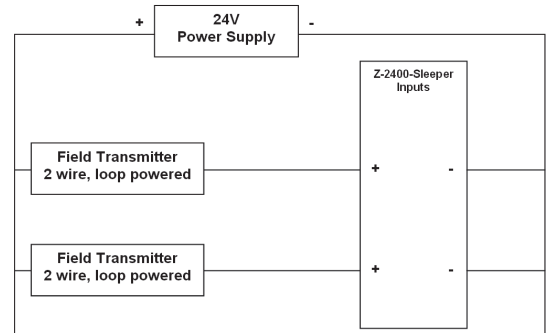 + 24V -
Power Supply
Z-2400-Sleeper
Inputs
Field Transmitter
2 wire, loop powered
+ -
Field Transmitter
2 wire, loop powered
+ -